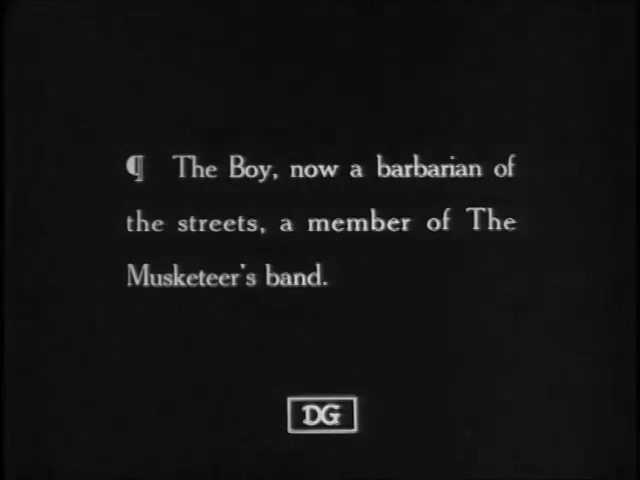 ¶ The Boy, now a barbarian of
the streets, a member of The
Musketeer's band.
DG